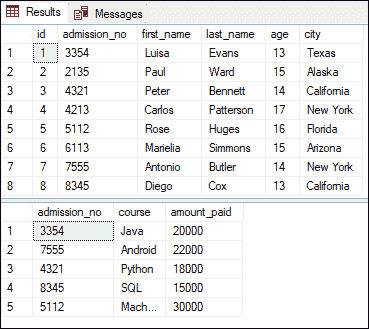 Results Messages
id admission_no first_name last_name age city
1 1 3354 Luisa Evans 13 Texas
2 2 2135 Paul Ward 15 Alaska
3 3 4321 Peter Bennett 14 California
4 4 4213 Carlos Patterson 17 New York
5 5 5112 Rose Huges 16 Florida
6 6 6113 Marielia Simmons 15 Arizona
7 7 7555 Antonio Butler 14 New York
8 8 8345 Diego Cox 13 California
admission_no course amount_paid
1 3354 Java 20000
2 7555 Android 22000
3 4321 Python 18000
4 8345 SQL 15000
5 5112 Mach... 30000